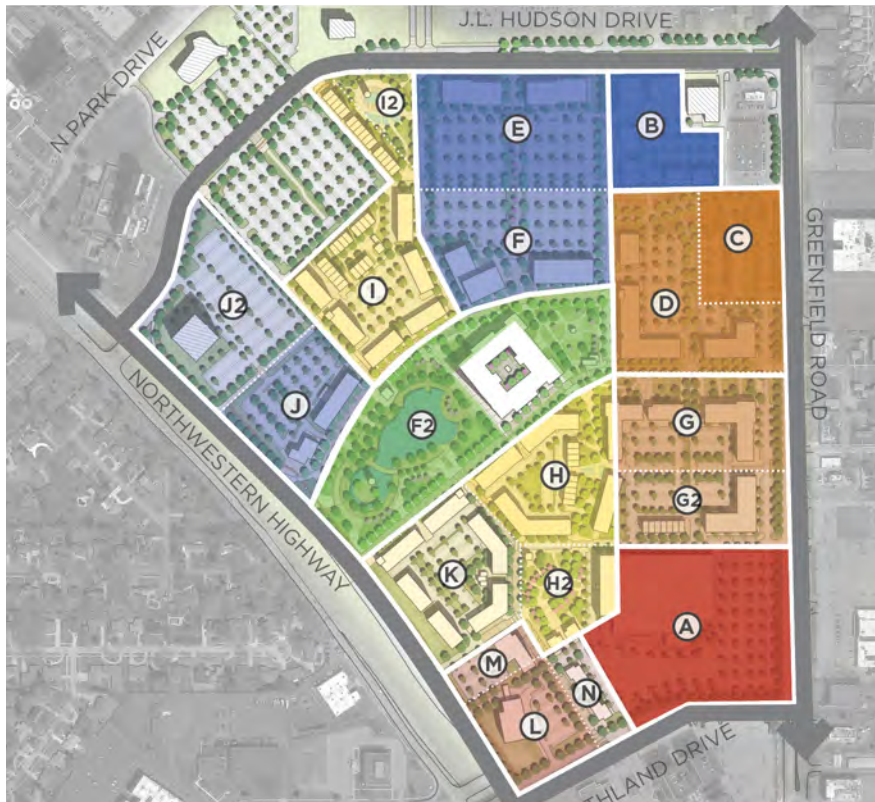 J.L. HUDSON DRIVE
N PARK DRIVE
I2
E
B
C
F
D
I
J2
GREENFIELD ROAD
J
F2
G
H
G2
NORTHWESTERN HIGHWAY
K
H2
A
M
N
L
THLAND DRIVE